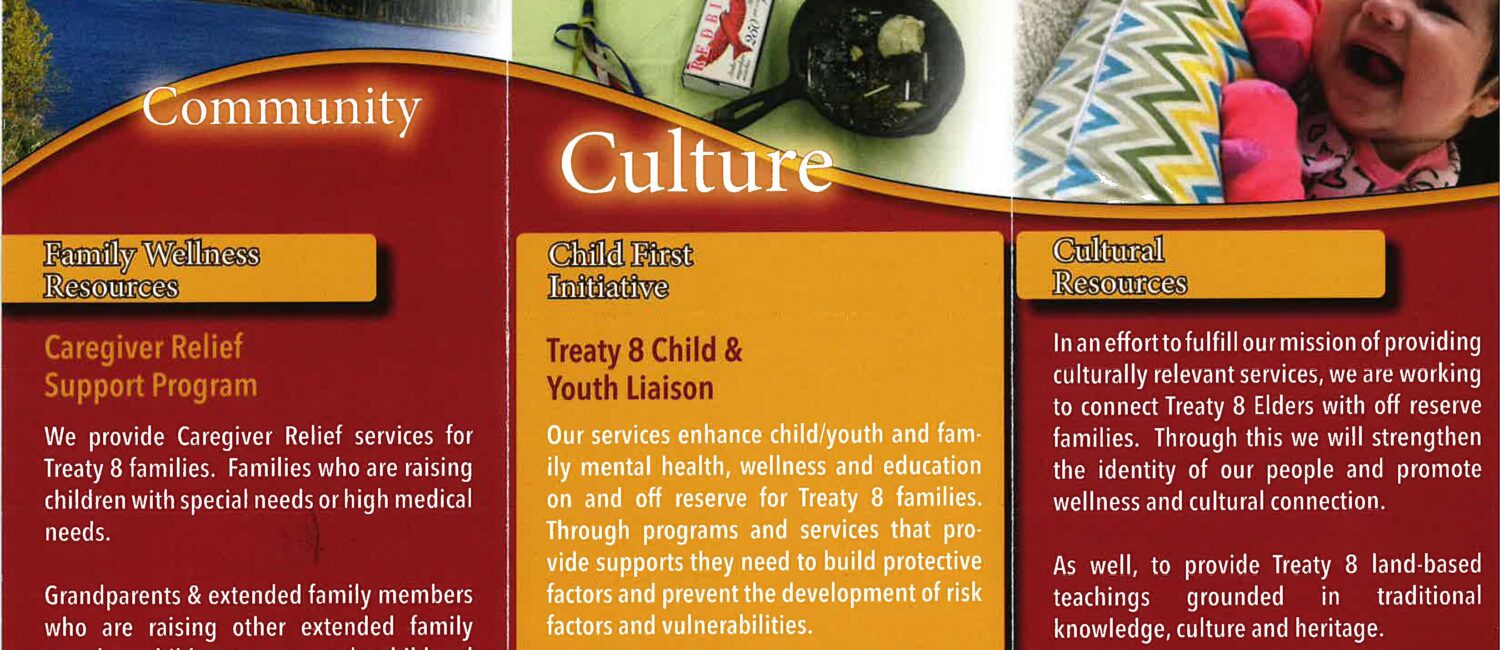 Community
Culture
REDBI
250
Family Wellness
Resources
Caregiver Relief
Support Program
We provide Caregiver Relief services for
Treaty 8 families. Families who are raising
children with special needs or high medical
needs.
Grandparents & extended family members
who are raising other extended family
Child First
Initiative
Treaty 8 Child &
Youth Liaison
Our services enhance child/youth and fam-
ily mental health, wellness and education
on and off reserve for Treaty 8 families.
Through programs and services that pro-
vide supports they need to build protective
factors and prevent the development of risk
factors and vulnerabilities.
Cultural
Resources
In an effort to fulfill our mission of providing
culturally relevant services, we are working
to connect Treaty 8 Elders with off reserve
families. Through this we will strengthen
the identity of our people and promote
wellness and cultural connection.
As well, to provide Treaty 8 land-based
teachings grounded in traditional
knowledge, culture and heritage.